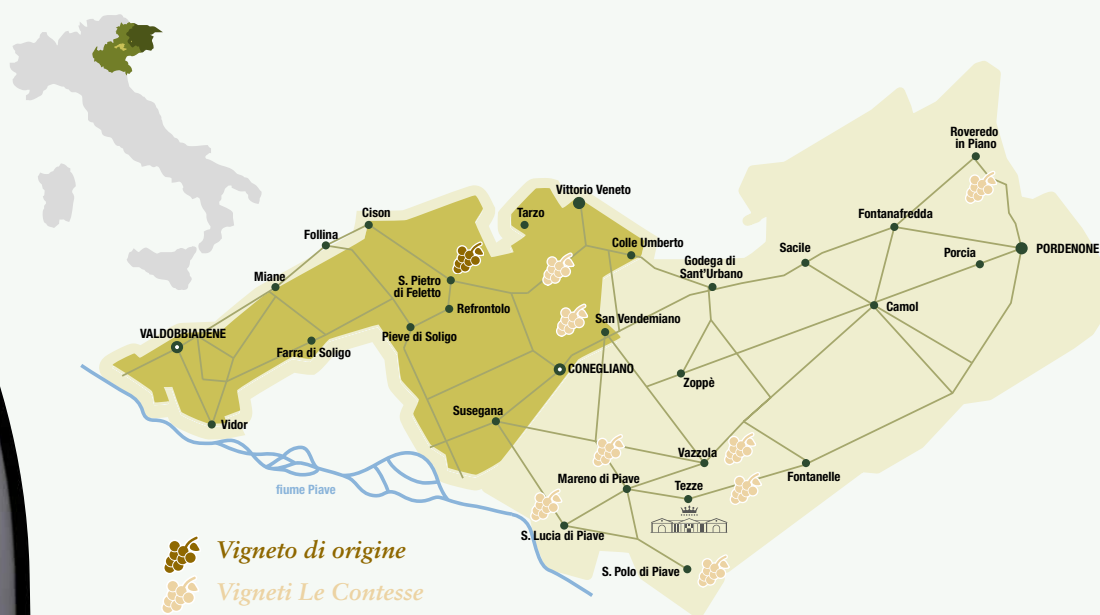 Roveredo
in Piano
Vittorio Veneto
Cison
Tarzo
Fontanafredda
Follina
Colle Umberto
Sacile
PORDENONE
Porcia
Godega di
Sant'Urbano
Miane
S. Pietro
di Feletto
Refrontolo
Camol
San Vendemiano
VALDOBBIADENE
Pieve di Soligo
Farra di Soligo
CONEGLIANO
Zoppè
Susegana
Vidor
Vazzola
Mareno di Piave
Tezze
Fontanelle
fiume Piave
S. Lucia di Piave
S. Polo di Piave
Vigneto di origine
Vigneti Le Contesse